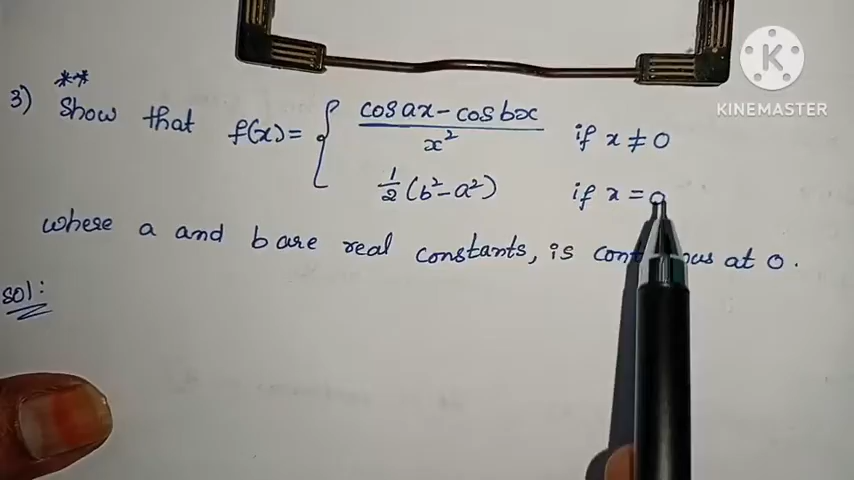 **
3) Show that f(x) = { cos ax - cos bx / x² if x ≠ 0
½(b² - a²) if x = 0
where a and b are real constants, is continuous at 0.
Sol:
K
KINEMASTER